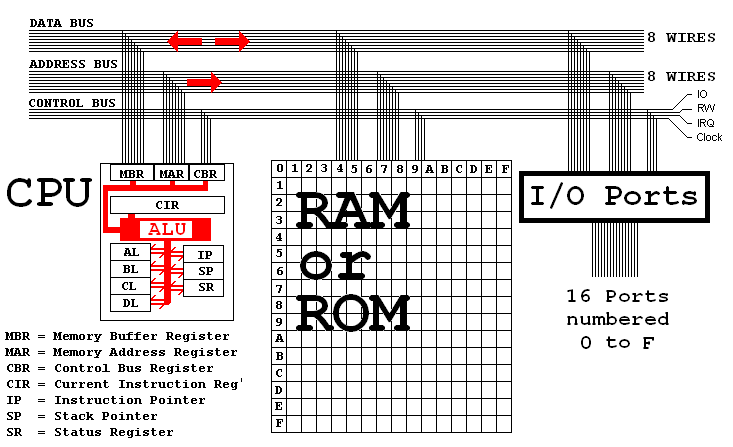 DATA BUS
8 WIRES
ADDRESS BUS
8 WIRES
CONTROL BUS
IO
R/W
IRQ
Clock
CPU
MBR MAR CBR
CIR
ALU
AL IP
BL SP
CL SR
DL
0 1 2 3 4 5 6 7 8 9 A B C D E F
1
2
3
4
5
6
7
8
9
A
B
C
D
E
F
RAM
or
ROM
I/O Ports
16 Ports
numbered
0 to F
MBR = Memory Buffer Register
MAR = Memory Address Register
CBR = Control Bus Register
CIR = Current Instruction Reg'
IP = Instruction Pointer
SP = Stack Pointer
SR = Status Register